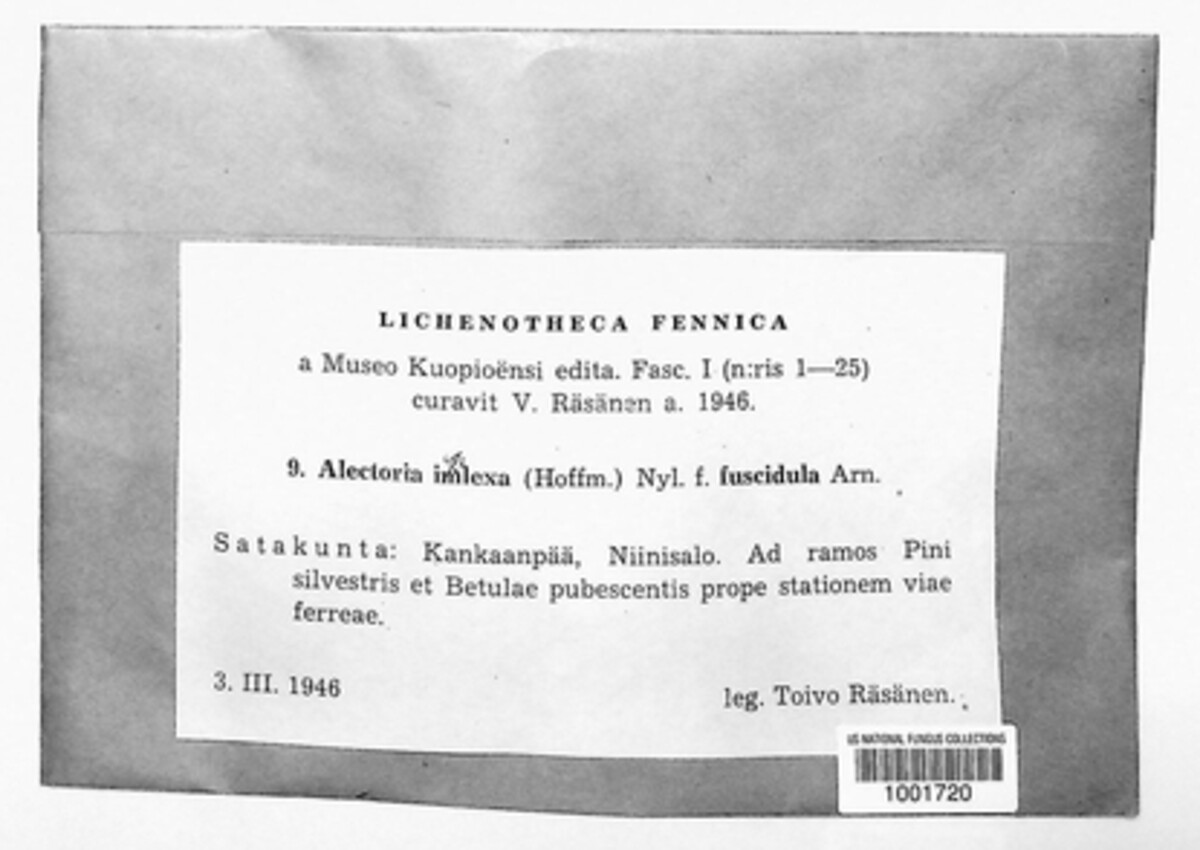 LICHENOTHECA FENNICA
a Museo Kuopioënsi edita. Fasc. I (n:ris 1—25)
curavit V. Räsänen a. 1946.
9. Alectoria implexa (Hoffm.) Nyl. f. fuscidula Arn.
Satakunta: Kankaanpää, Niinisalo. Ad ramos Pini
silvestris et Betulae pubescentis prope stationem viae
ferreae.
3. III. 1946
leg. Toivo Räsänen.
US NATIONAL FUNGUS COLLECTIONS
1001720